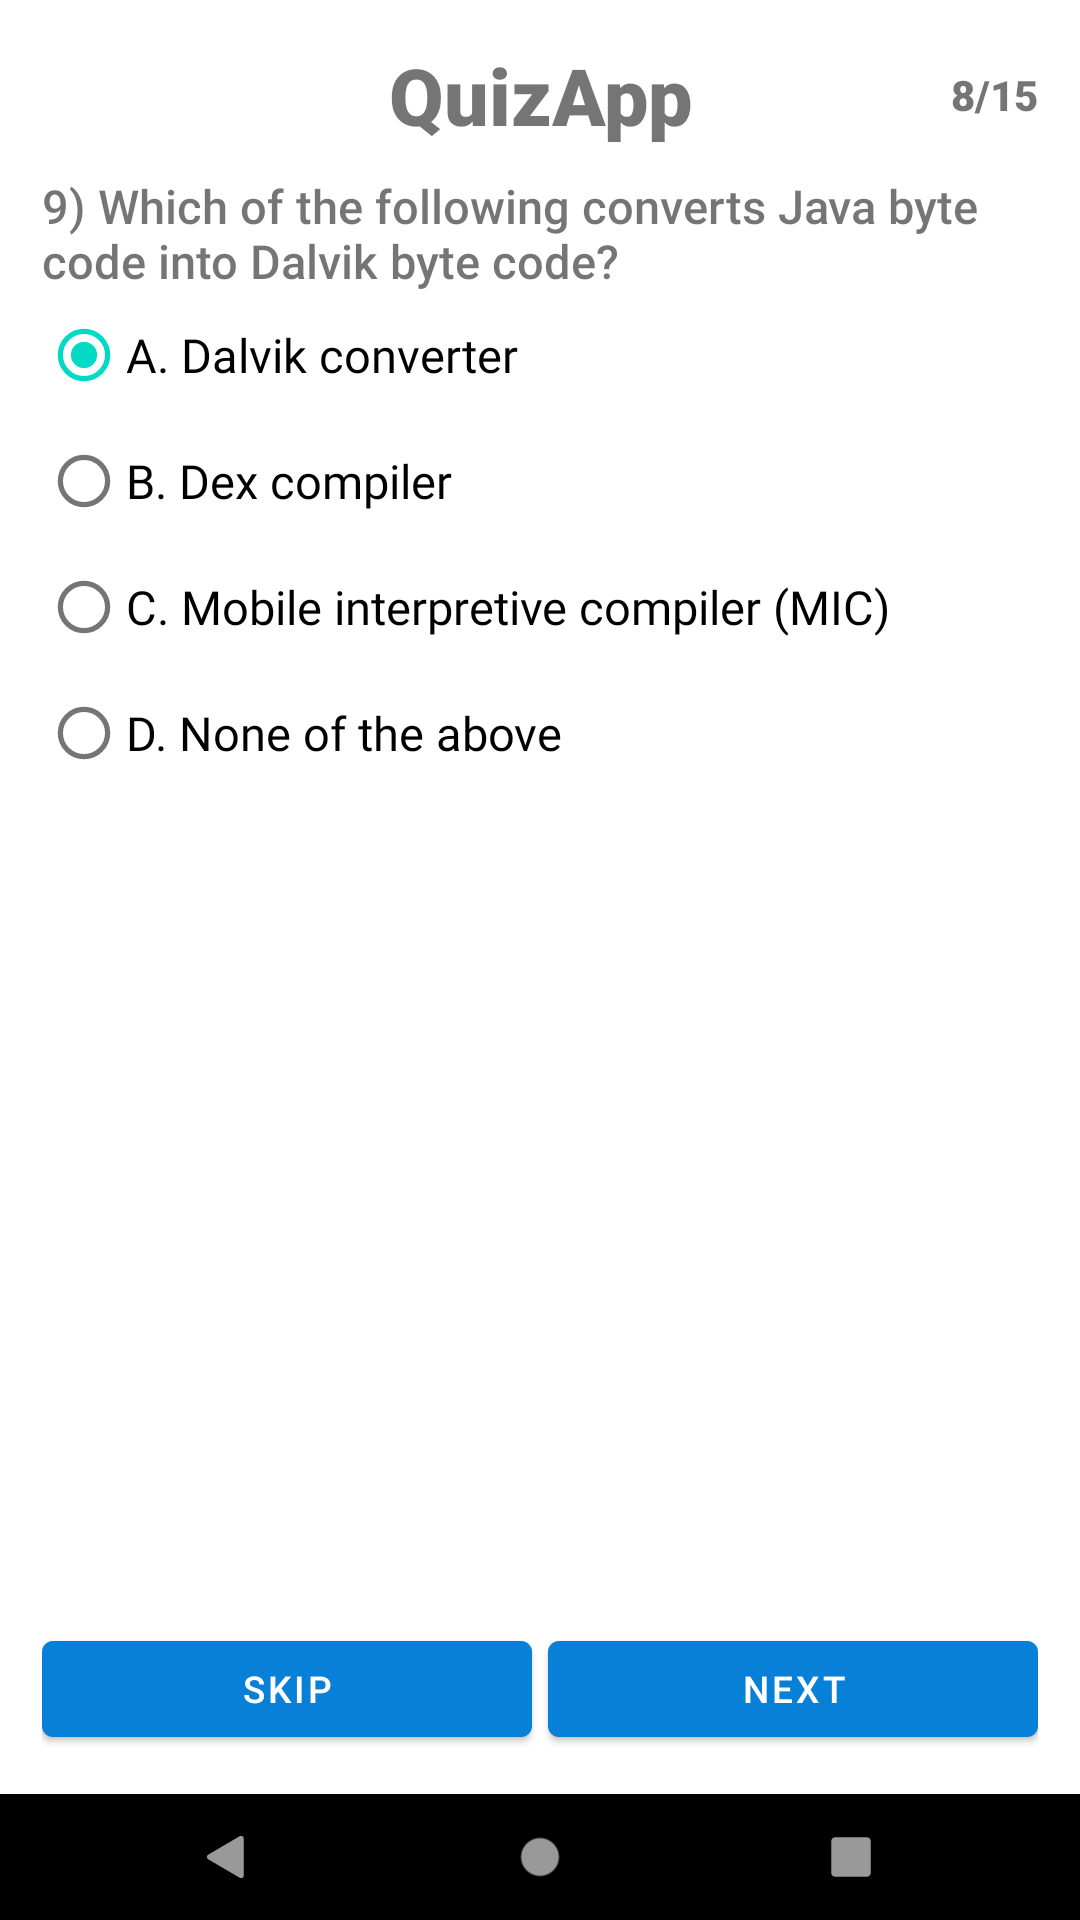 QuizApp
8/15
9) Which of the following converts Java byte
code into Dalvik byte code?
A. Dalvik converter
B. Dex compiler
C. Mobile interpretive compiler (MIC)
D. None of the above
SKIP
NEXT